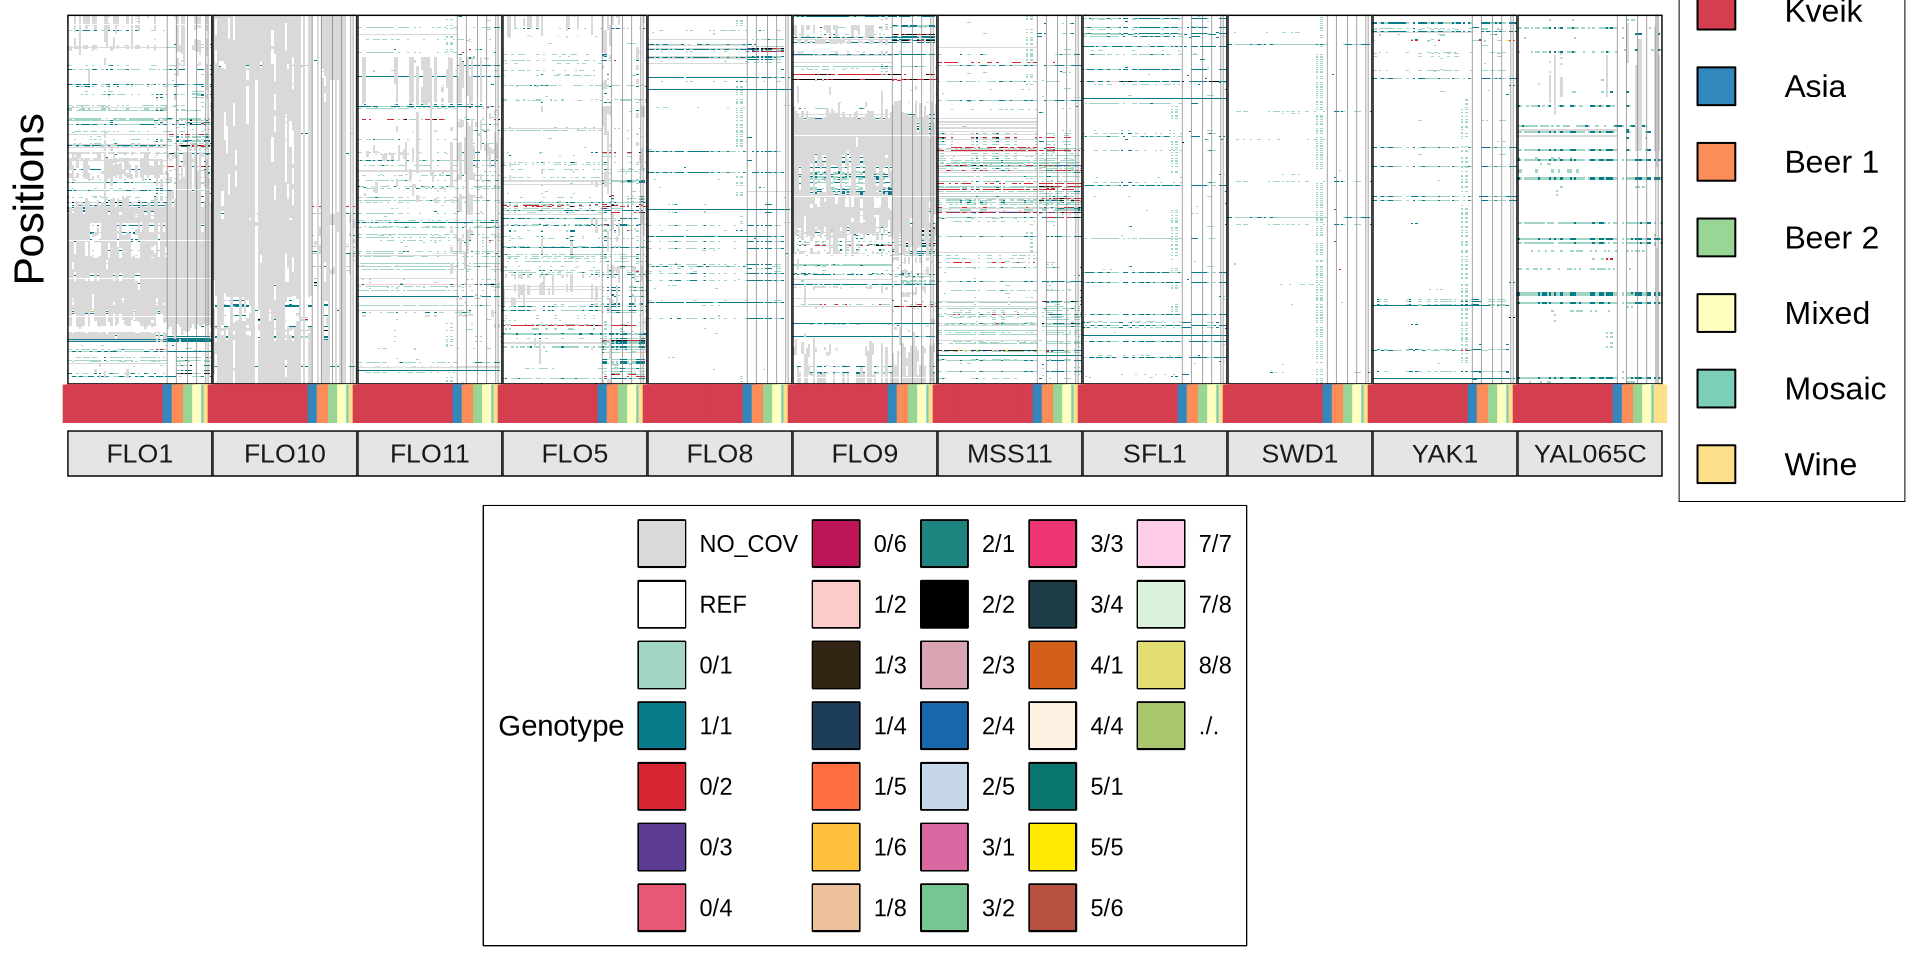 Positions
FLO1 FLO10 FLO11 FLO5 FLO8 FLO9 MSS11 SFL1 SWD1 YAK1 YAL065C
Kveik
Asia
Beer 1
Beer 2
Mixed
Mosaic
Wine
Genotype
NO_COV
REF
0/1
1/1
0/2
0/3
0/4
0/6
1/2
1/3
1/4
1/5
1/6
1/8
2/1
2/2
2/3
2/4
2/5
3/1
3/2
3/3
3/4
4/1
4/4
5/1
5/5
5/6
7/7
7/8
8/8
./.